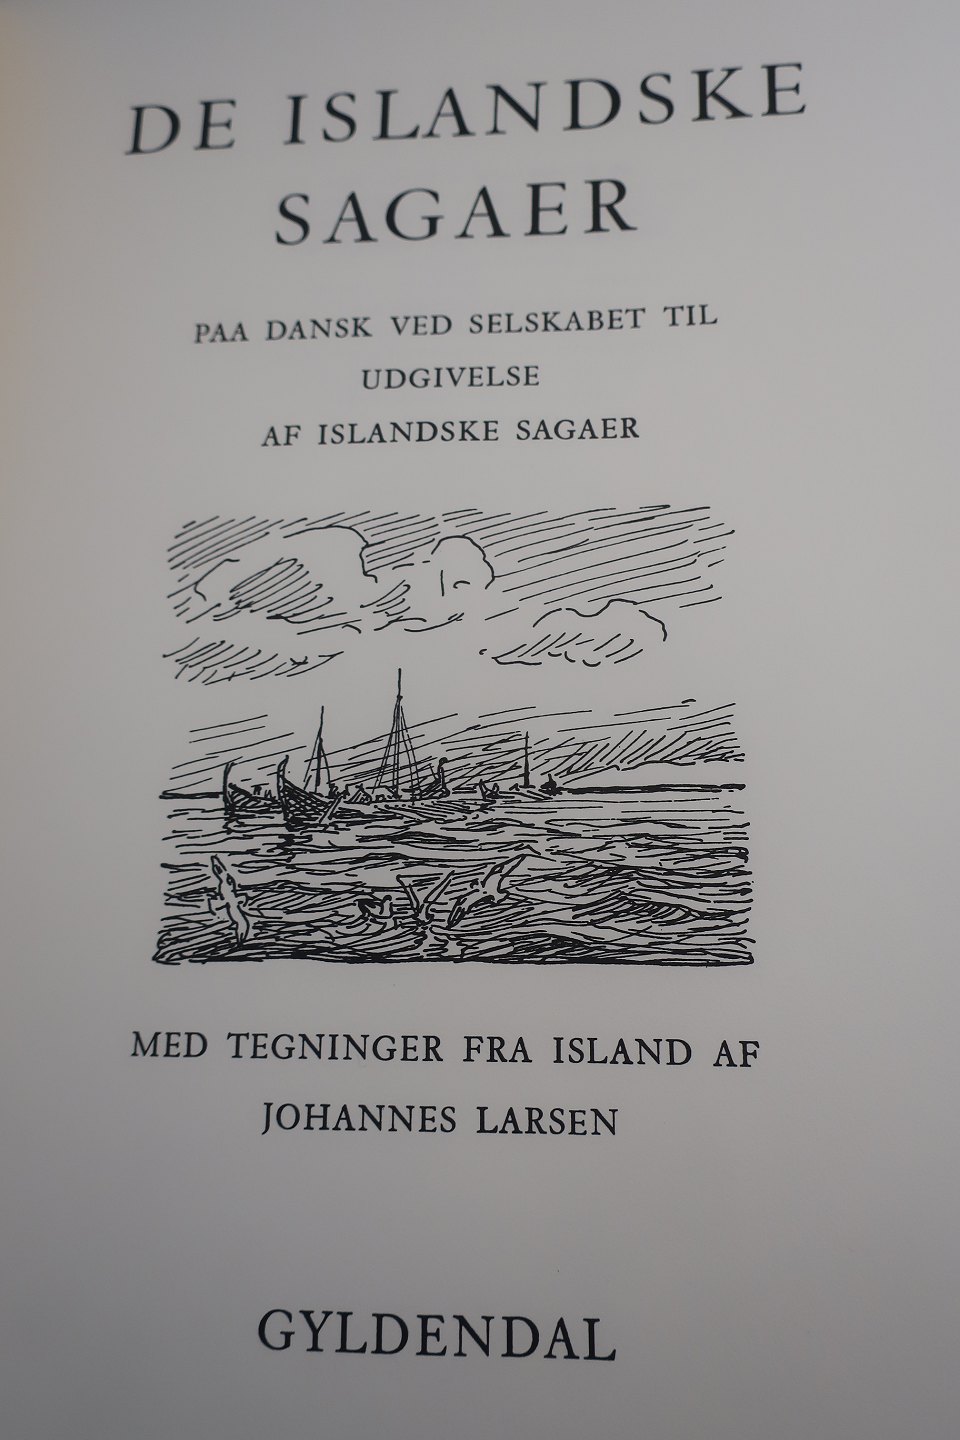 DE ISLANDSKE
SAGAER
PAA DANSK VED SELSKABET TIL
UDGIVELSE
AF ISLANDSKE SAGAER
MED TEGNINGER FRA ISLAND AF
JOHANNES LARSEN
GYLDENDAL